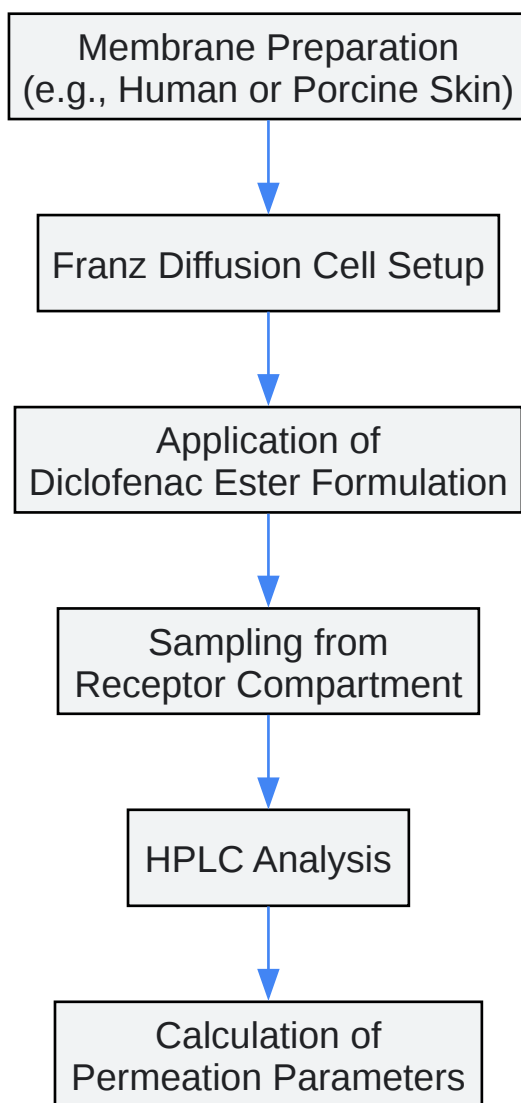 Membrane Preparation
(e.g., Human or Porcine Skin)
Franz Diffusion Cell Setup
Application of
Diclofenac Ester Formulation
Sampling from
Receptor Compartment
HPLC Analysis
Calculation of
Permeation Parameters